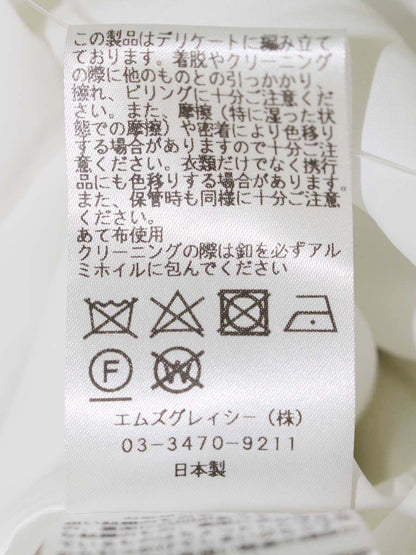 この製品はデリケートに編み立て
ております。着脱やクリーニング
の際に他のものとの引っかかり、
擦れ、ピリングに十分ご注意くだ
さい。また、摩擦（特に湿った状
態での摩擦）や密着により色移り
する場合がありますので十分ご注
意ください。衣類だけでなく携行
品にも色移りする場合があります。
また、保管時も同様に十分ご注意
ください。
あて布使用
クリーニングの際は釦を必ずアル
ミホイルに包んでください
F
W
エムズグレイシー（株）
03-3470-9211
日本製